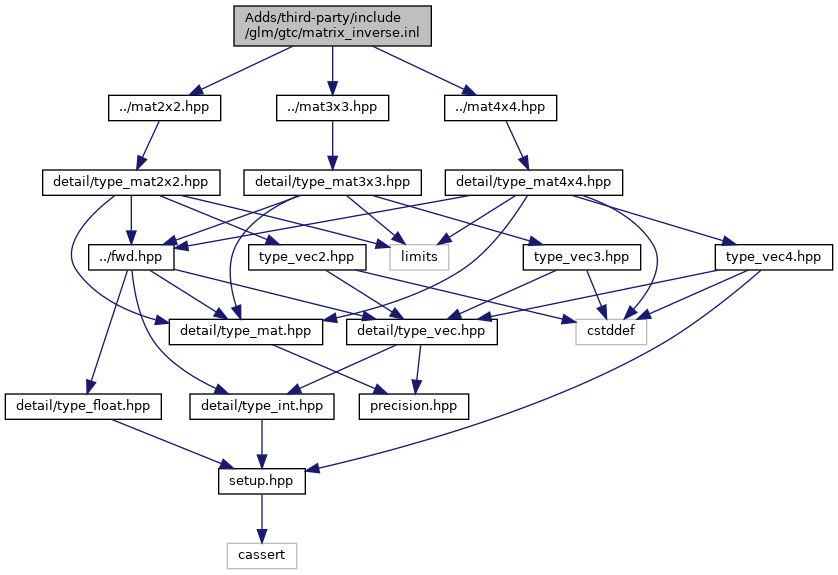 Adds/third-party/include
/glm/gtc/matrix_inverse.inl
../mat2x2.hpp
../mat3x3.hpp
../mat4x4.hpp
detail/type_mat2x2.hpp
detail/type_mat3x3.hpp
detail/type_mat4x4.hpp
../fwd.hpp
type_vec2.hpp
limits
type_vec3.hpp
type_vec4.hpp
detail/type_mat.hpp
detail/type_vec.hpp
cstddef
detail/type_float.hpp
detail/type_int.hpp
precision.hpp
setup.hpp
cassert